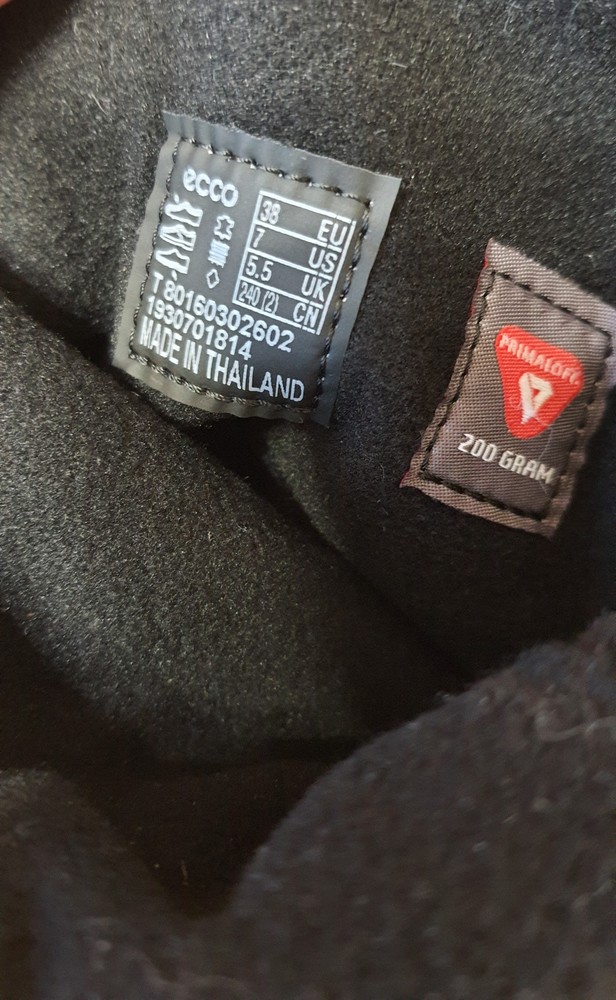 ecco
38 EU
7 US
5.5 UK
240 (2) CN
T 80160302602
1930701814
MADE IN THAILAND
PRIMALOFT
200 GRAM